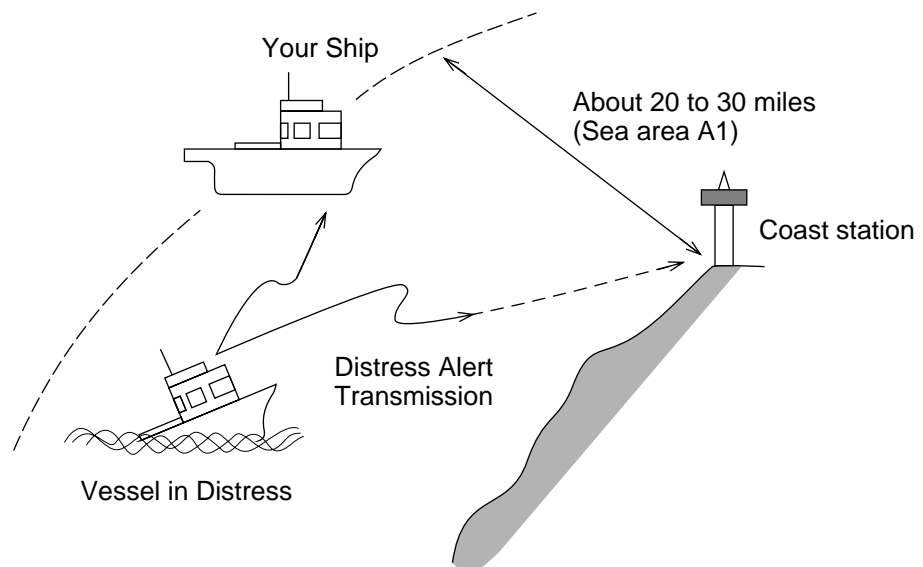 Your Ship
About 20 to 30 miles
(Sea area A1)
Coast station
Distress Alert
Transmission
Vessel in Distress